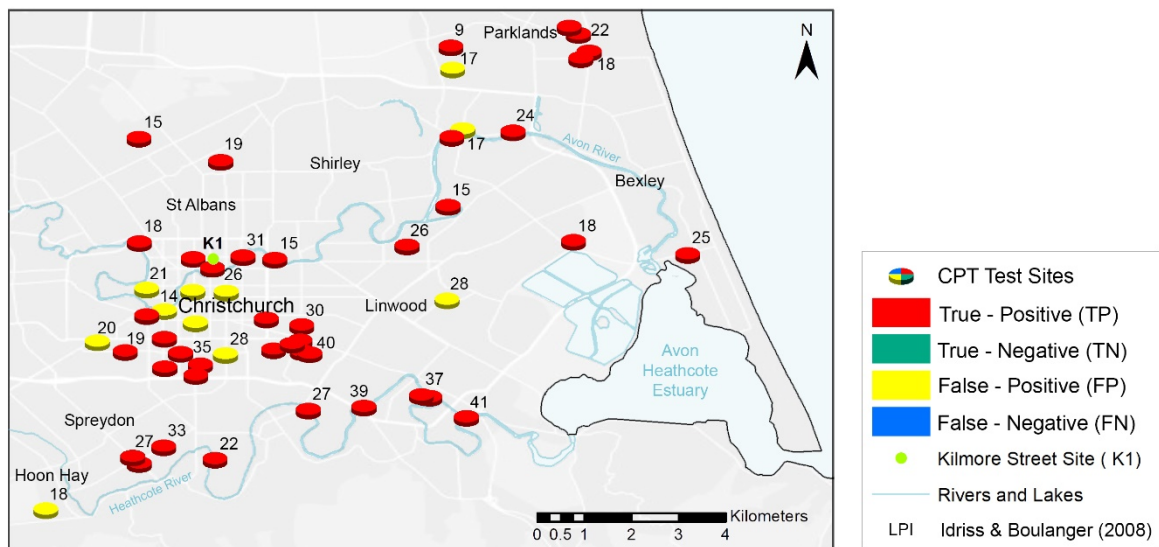 9
Parklands
22
N
17
18
15
24
19
17
Avon River
Shirley
Bexley
15
St Albans
18
K1
31
15
26
18
25
21
26
28
14
Christchurch
Linwood
30
20
19
35
28
40
Avon
Heathcote
Estuary
27
39
37
41
Spreydon
33
27
22
Hoon Hay
18
Heathcote River
Kilometers
0 0.5 1 2 3 4
CPT Test Sites
True - Positive (TP)
True - Negative (TN)
False - Positive (FP)
False - Negative (FN)
Kilmore Street Site ( K1)
Rivers and Lakes
LPI Idriss & Boulanger (2008)